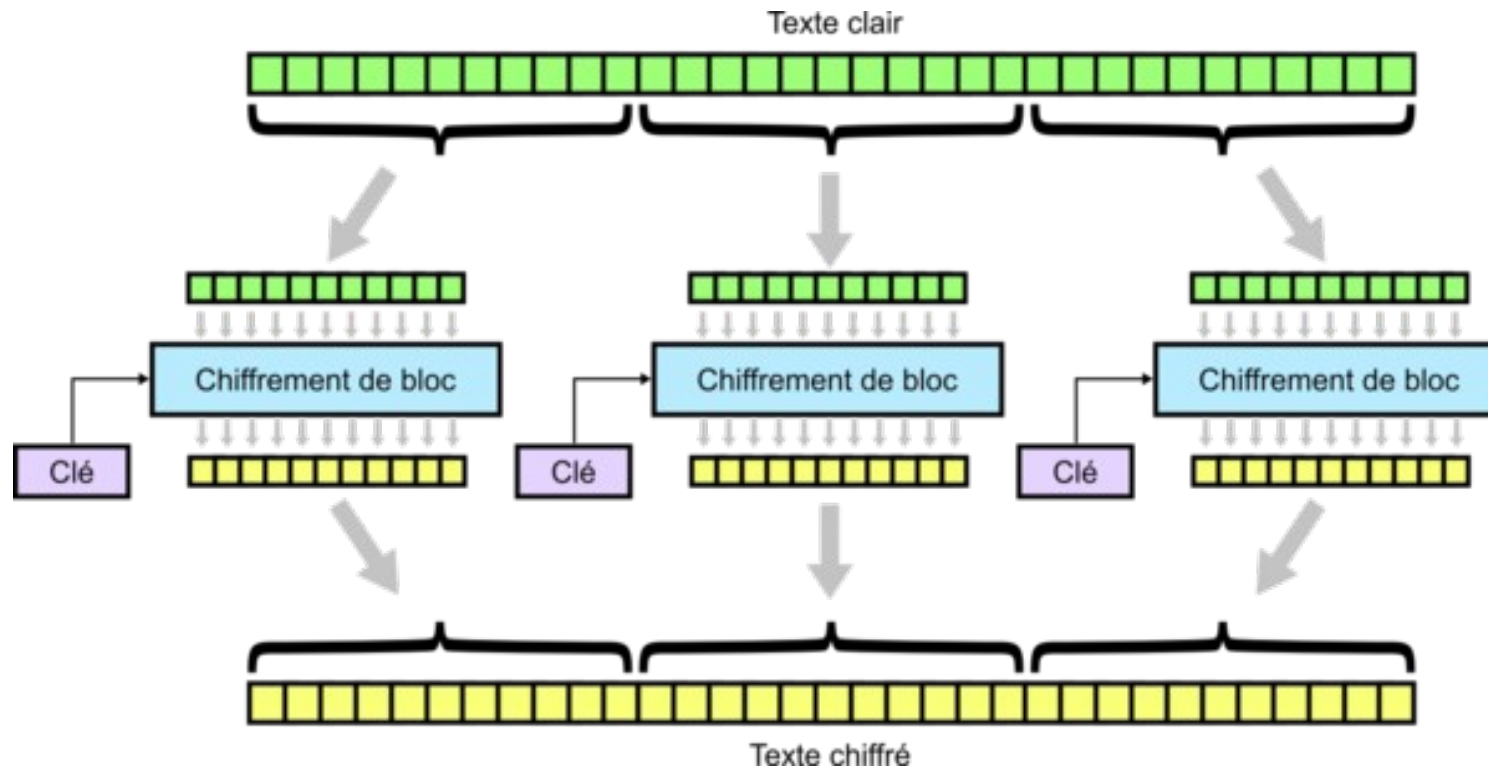 Texte clair
Chiffrement de bloc
Chiffrement de bloc
Chiffrement de bloc
Clé
Clé
Clé
Texte chiffré